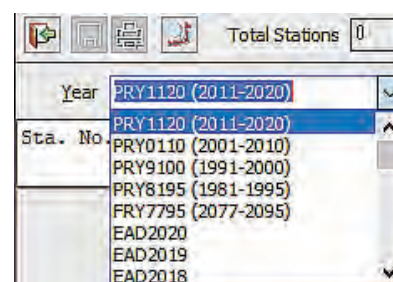 Total Stations 0
Year PRY1120 (2011-2020)
PRY1120 (2011-2020)
Sta. No.
PRY0110 (2001-2010)
PRY9100 (1991-2000)
PRY8195 (1981-1995)
FRY7795 (2077-2095)
EAD2020
EAD2019
EAD2018